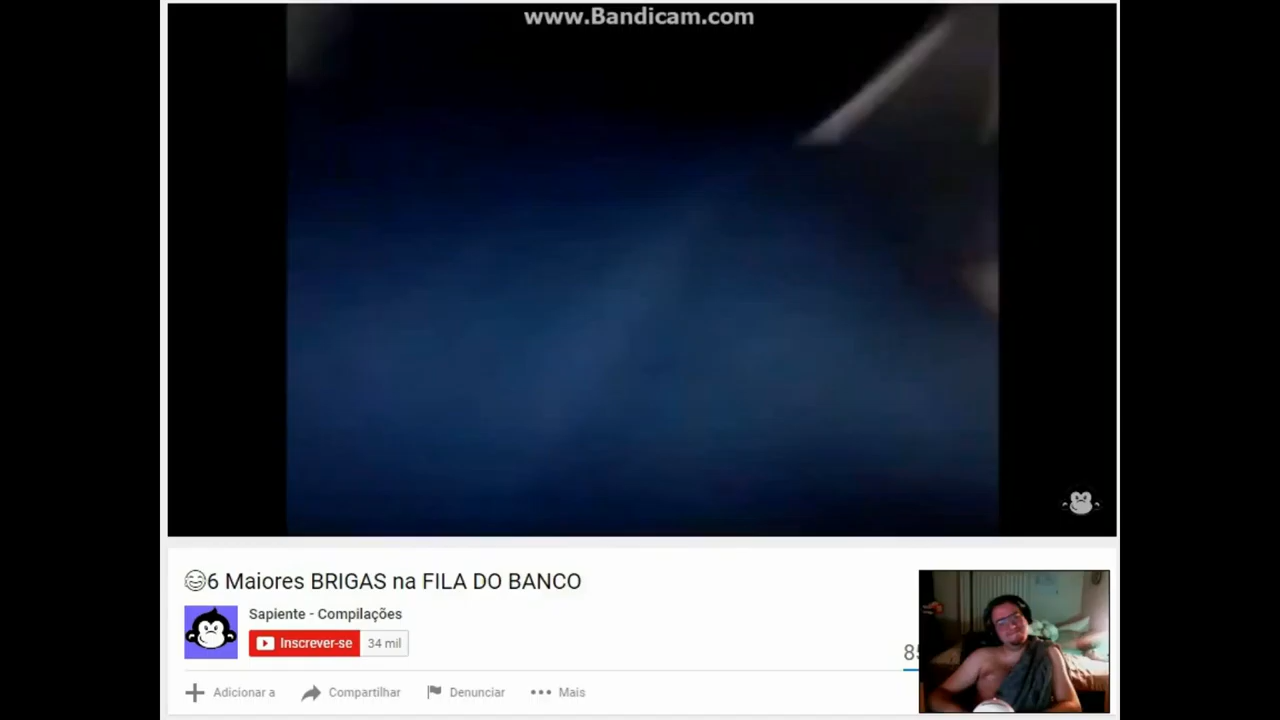 www.Bandicam.com
😂6 Maiores BRIGAS na FILA DO BANCO
Sapiente - Compilações
Inscrever-se 34 mil
Adicionar a Compartilhar Denunciar Mais